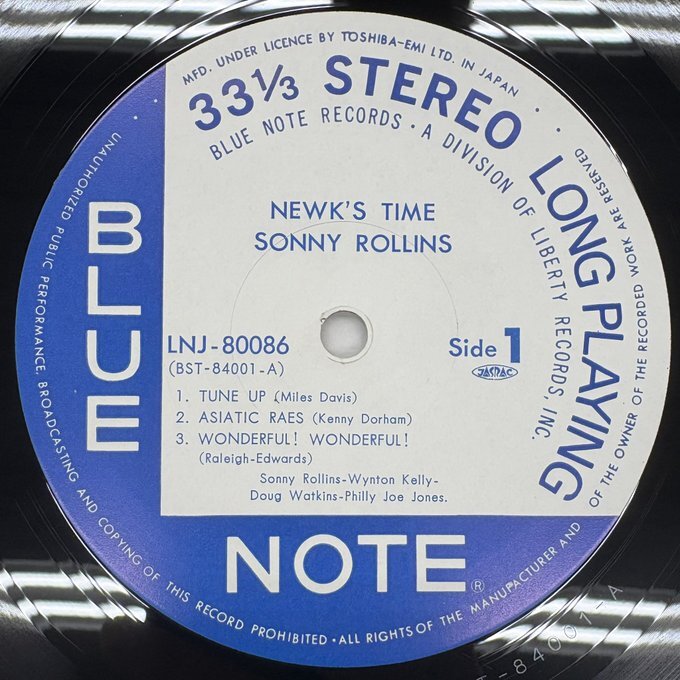 MFD. UNDER LICENCE BY TOSHIBA-EMI LTD. IN JAPAN
33⅓ STEREO LONG PLAYING
BLUE NOTE RECORDS · A DIVISION OF LIBERTY RECORDS, INC.
NEWK'S TIME
SONNY ROLLINS
LNJ-80086
(BST-84001-A)
Side 1
JASRAC
1. TUNE UP (Miles Davis)
2. ASIATIC RAES (Kenny Dorham)
3. WONDERFUL! WONDERFUL!
(Raleigh-Edwards)
Sonny Rollins-Wynton Kelly-
Doug Watkins-Philly Joe Jones.
BLUE
NOTE®
UNAUTHORIZED PUBLIC PERFORMANCE, BROADCASTING AND COPYING OF THIS RECORD PROHIBITED · ALL RIGHTS OF THE MANUFACTURER AND OF THE OWNER OF THE RECORDED WORK ARE RESERVED
-84001-A